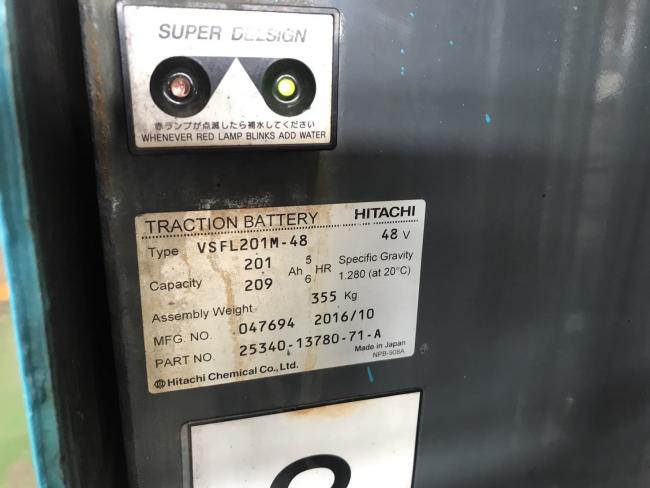 SUPER DELSIGN
赤ランプが点滅したら補水してください
WHENEVER RED LAMP BLINKS ADD WATER
TRACTION BATTERY HITACHI
Type VSFL201M-48 48 V
Capacity 201 Ah 5 HR Specific Gravity
209 6 1.280 (at 20°C)
Assembly Weight 355 Kg
MFG. NO. 047694 2016/10
PART NO. 25340-13780-71-A
Made in Japan
NPB-908A
Hitachi Chemical Co., Ltd.